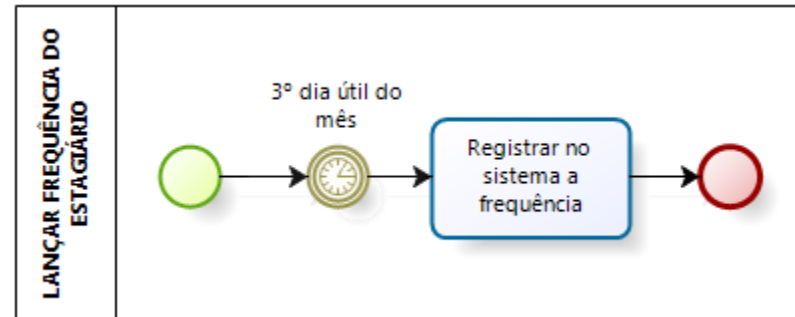 LANÇAR FREQUÊNCIA DO
ESTAGIÁRIO
3º dia útil do
mês
Registrar no
sistema a
frequência